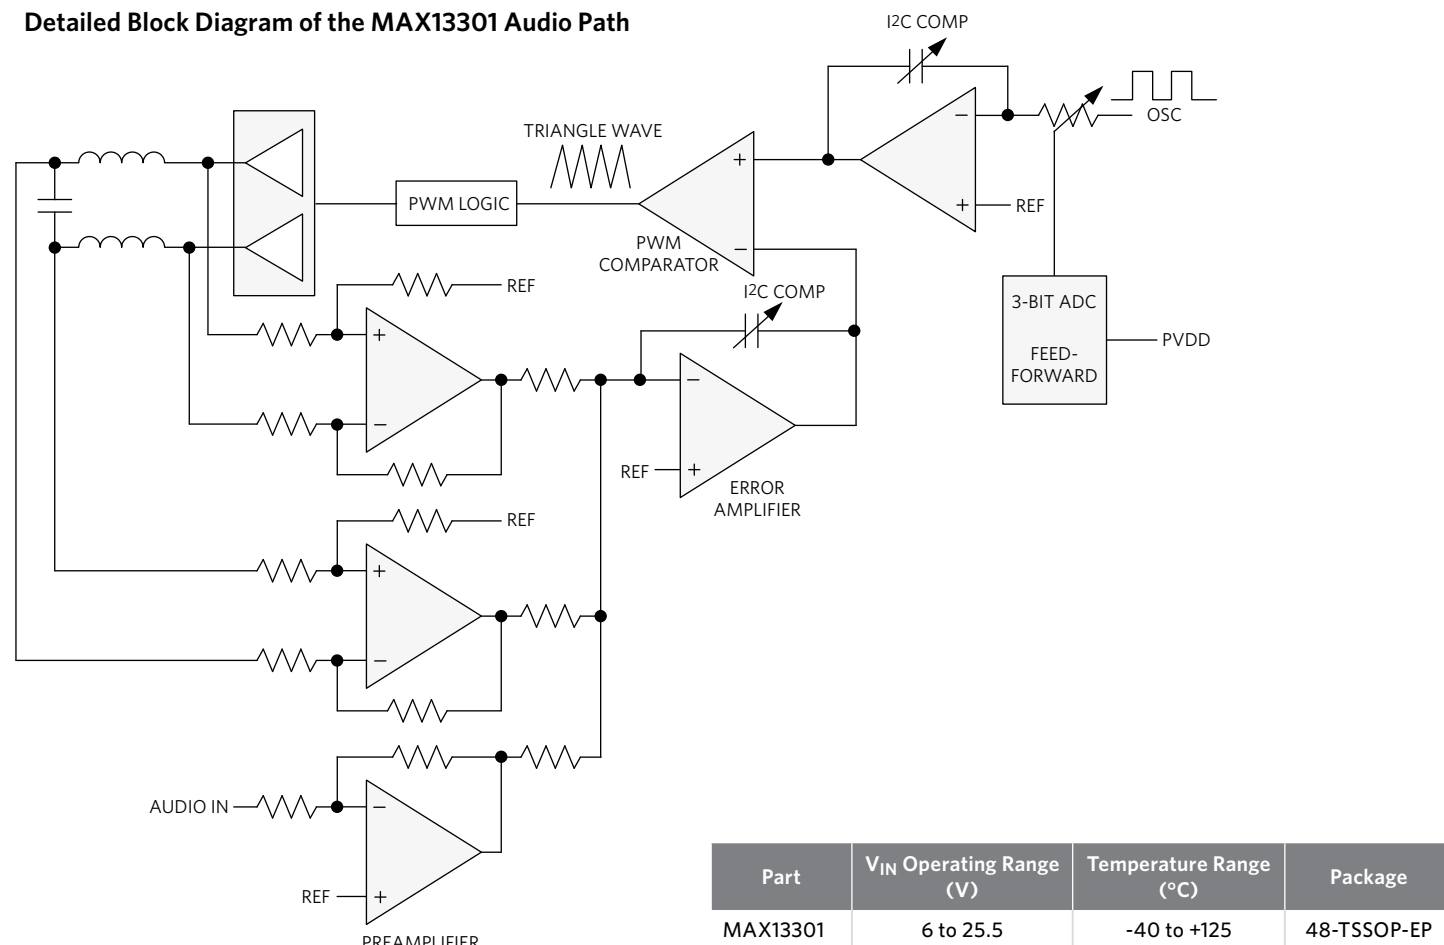 Detailed Block Diagram of the MAX13301 Audio Path
I2C COMP
OSC
TRIANGLE WAVE
+
−
PWM LOGIC
+
REF
PWM
COMPARATOR
−
I2C COMP
REF
3-BIT ADC
FEED-
FORWARD
PVDD
+
−
−
REF
+
ERROR
AMPLIFIER
REF
+
−
AUDIO IN
−
REF
+
PREAMPLIFIER
Part
VIN Operating Range
(V)
Temperature Range
(°C)
Package
MAX13301
6 to 25.5
-40 to +125
48-TSSOP-EP